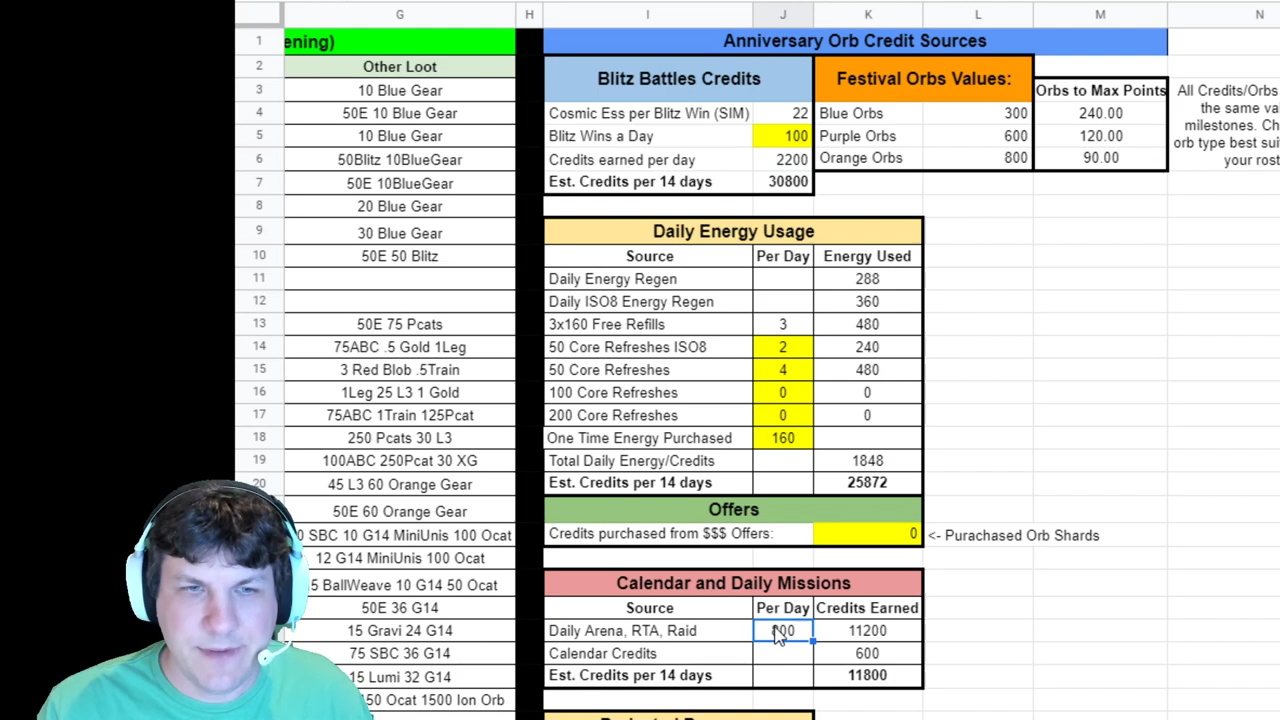 G H I J K L M N
1 ening) Anniversary Orb Credit Sources
2 Other Loot Blitz Battles Credits Festival Orbs Values:
3 10 Blue Gear Orbs to Max Points All Credits/Orbs
4 50E 10 Blue Gear Cosmic Ess per Blitz Win (SIM) 22 Blue Orbs 300 240.00 the same
5 10 Blue Gear Blitz Wins a Day 100 Purple Orbs 600 120.00 milestones.
6 50Blitz 10BlueGear Credits earned per day 2200 Orange Orbs 800 90.00 orb type best
7 50E 10BlueGear Est. Credits per 14 days 30800 your
8 20 Blue Gear
9 30 Blue Gear Daily Energy Usage
10 50E 50 Blitz Source Per Day Energy Used
11 Daily Energy Regen 288
12 Daily ISO8 Energy Regen 360
13 50E 75 Pcats 3x160 Free Refills 3 480
14 75ABC .5 Gold 1Leg 50 Core Refreshes ISO8 2 240
15 3 Red Blob .5Train 50 Core Refreshes 4 480
16 1Leg 25 L3 1 Gold 100 Core Refreshes 0 0
17 75ABC 1Train 125Pcat 200 Core Refreshes 0 0
18 250 Pcats 30 L3 One Time Energy Purchased 160
19 100ABC 250Pcat 30 XG Total Daily Energy/Credits 1848
20 45 L3 60 Orange Gear Est. Credits per 14 days 25872
50E 60 Orange Gear Offers
0 SBC 10 G14 MiniUnis 100 Ocat Credits purchased from $$$ Offers: 0 <- Purachased Orb Shards
12 G14 MiniUnis 100 Ocat
5 BallWeave 10 G14 50 Ocat Calendar and Daily Missions
50E 36 G14 Source Per Day Credits Earned
15 Gravi 24 G14 Daily Arena, RTA, Raid 11200
75 SBC 36 G14 Calendar Credits 600
15 Lumi 32 G14 Est. Credits per 14 days 11800
50 Ocat 1500 Ion Orb